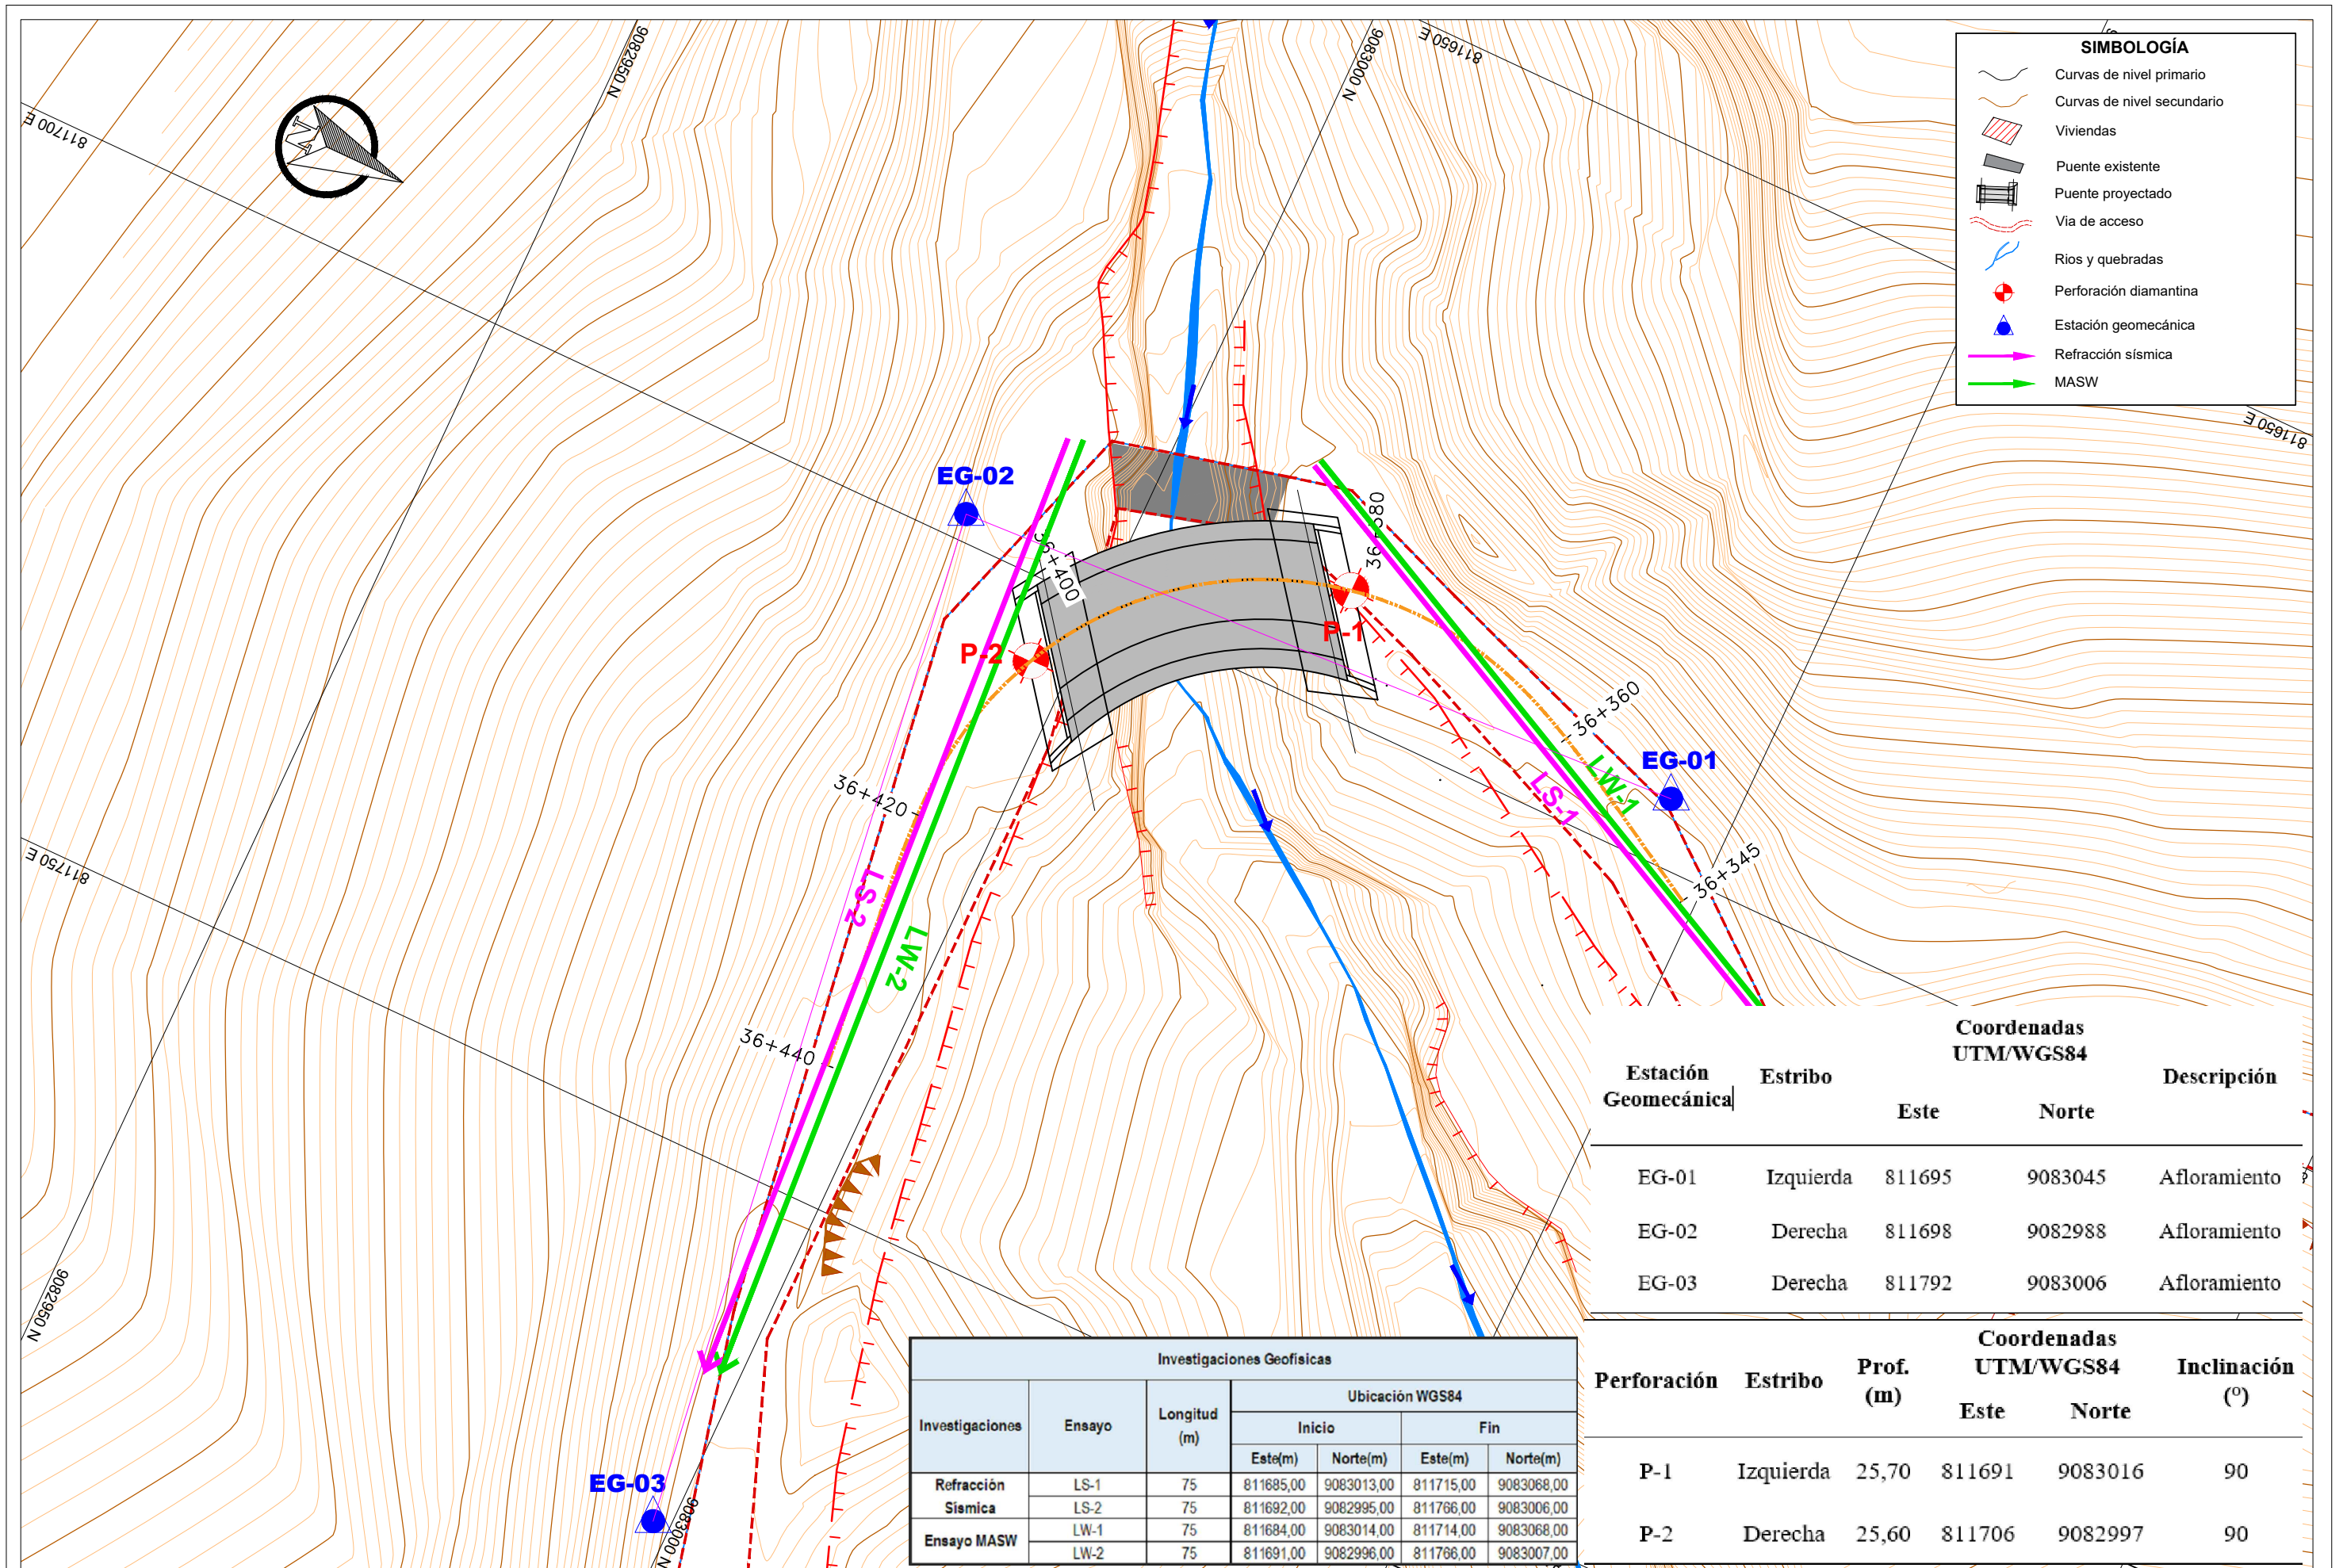 9082950 N
9083000 N
811650 E
811700 E
N
SIMBOLOGÍA
Curvas de nivel primario
Curvas de nivel secundario
Viviendas
Puente existente
Puente proyectado
Via de acceso
Rios y quebradas
Perforación diamantina
Estación geomecánica
Refracción sísmica
MASW
811650 E
EG-02
36+380
36+400
P-1
P-2
36+360
EG-01
LW-1
LS-1
36+420
36+345
811750 E
LS-2
LW-2
36+440
9082950 N
EG-03
9083000 N
Estación Geomecánica Estribo Coordenadas UTM/WGS84 Descripción
Este Norte
EG-01 Izquierda 811695 9083045 Afloramiento
EG-02 Derecha 811698 9082988 Afloramiento
EG-03 Derecha 811792 9083006 Afloramiento
Perforación Estribo Prof. (m) Coordenadas UTM/WGS84 Inclinación (°)
Este Norte
P-1 Izquierda 25,70 811691 9083016 90
P-2 Derecha 25,60 811706 9082997 90
Investigaciones Geofísicas
Investigaciones Ensayo Longitud (m) Ubicación WGS84
Inicio Fin
Este(m) Norte(m) Este(m) Norte(m)
Refracción Sismica LS-1 75 811685,00 9083013,00 811715,00 9083068,00
LS-2 75 811692,00 9082995,00 811766,00 9083006,00
Ensayo MASW LW-1 75 811684,00 9083014,00 811714,00 9083068,00
LW-2 75 811691,00 9082996,00 811766,00 9083007,00